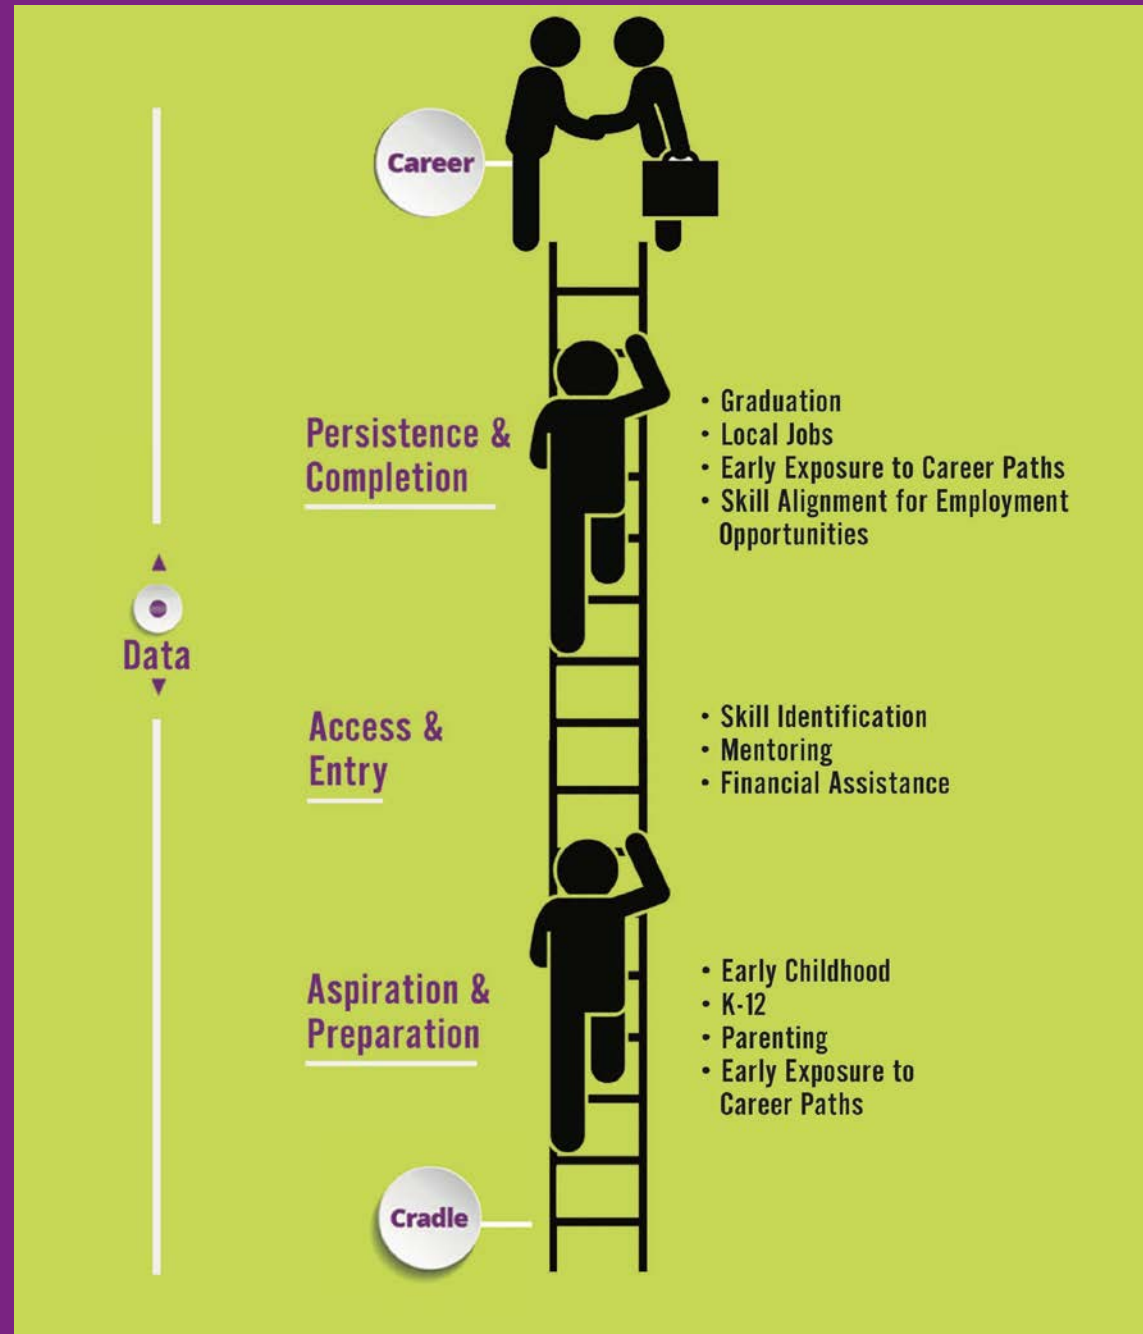 Career
Persistence &
Completion
• Graduation
• Local Jobs
• Early Exposure to Career Paths
• Skill Alignment for Employment
Opportunities
Data
Access &
Entry
• Skill Identification
• Mentoring
• Financial Assistance
Aspiration &
Preparation
• Early Childhood
• K-12
• Parenting
• Early Exposure to
Career Paths
Cradle